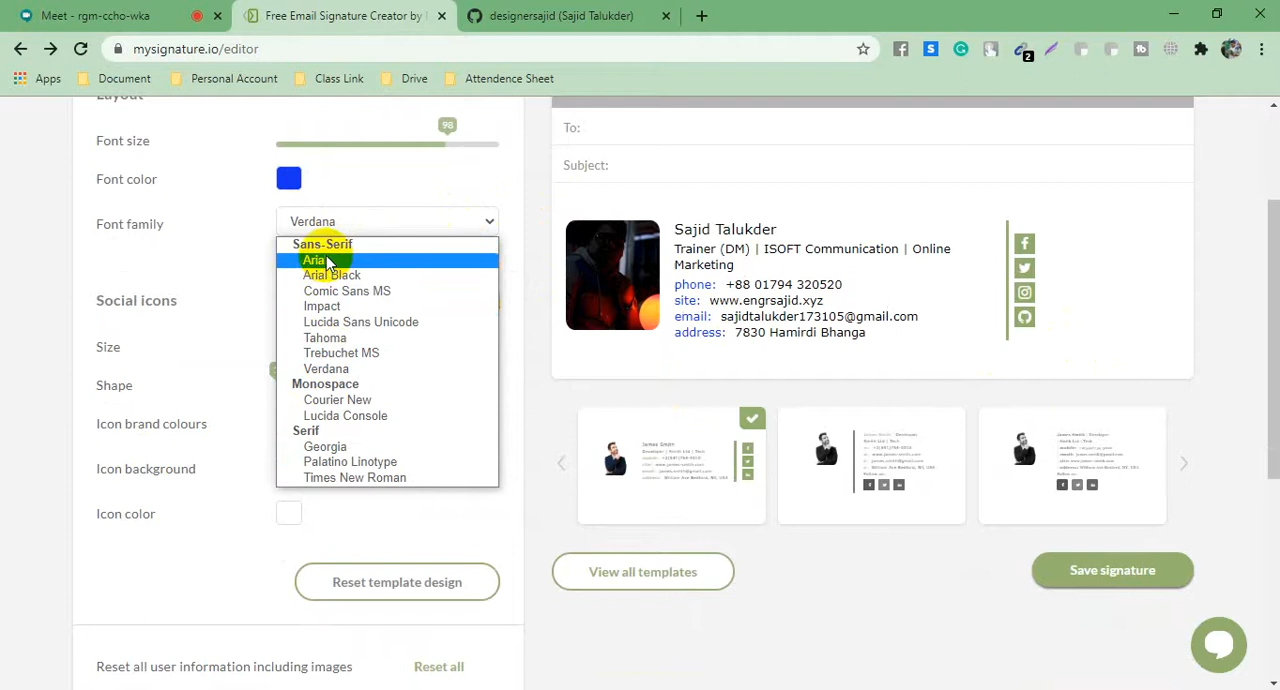 Meet - rgm-ccho-wka
Free Email Signature Creator by
designersajid (Sajid Talukder)
mysignature.io/editor
2
Apps
Document
Personal Account
Class Link
Drive
Attendence Sheet
Layout
Font size
98
Font color
Font family
Verdana
Sans-Serif
Arial
Arial Black
Comic Sans MS
Impact
Lucida Sans Unicode
Tahoma
Trebuchet MS
Verdana
Monospace
Courier New
Lucida Console
Serif
Georgia
Palatino Linotype
Times New Roman
Social icons
Size
Shape
Icon brand colours
Icon background
Icon color
Reset template design
Reset all user information including images
Reset all
To:
Subject:
Sajid Talukder
Trainer (DM) | ISOFT Communication | Online
Marketing
phone: +88 01794 320520
site: www.engrsajid.xyz
email: sajidtalukder173105@gmail.com
address: 7830 Hamirdi Bhanga
James Smith
View all templates
Save signature